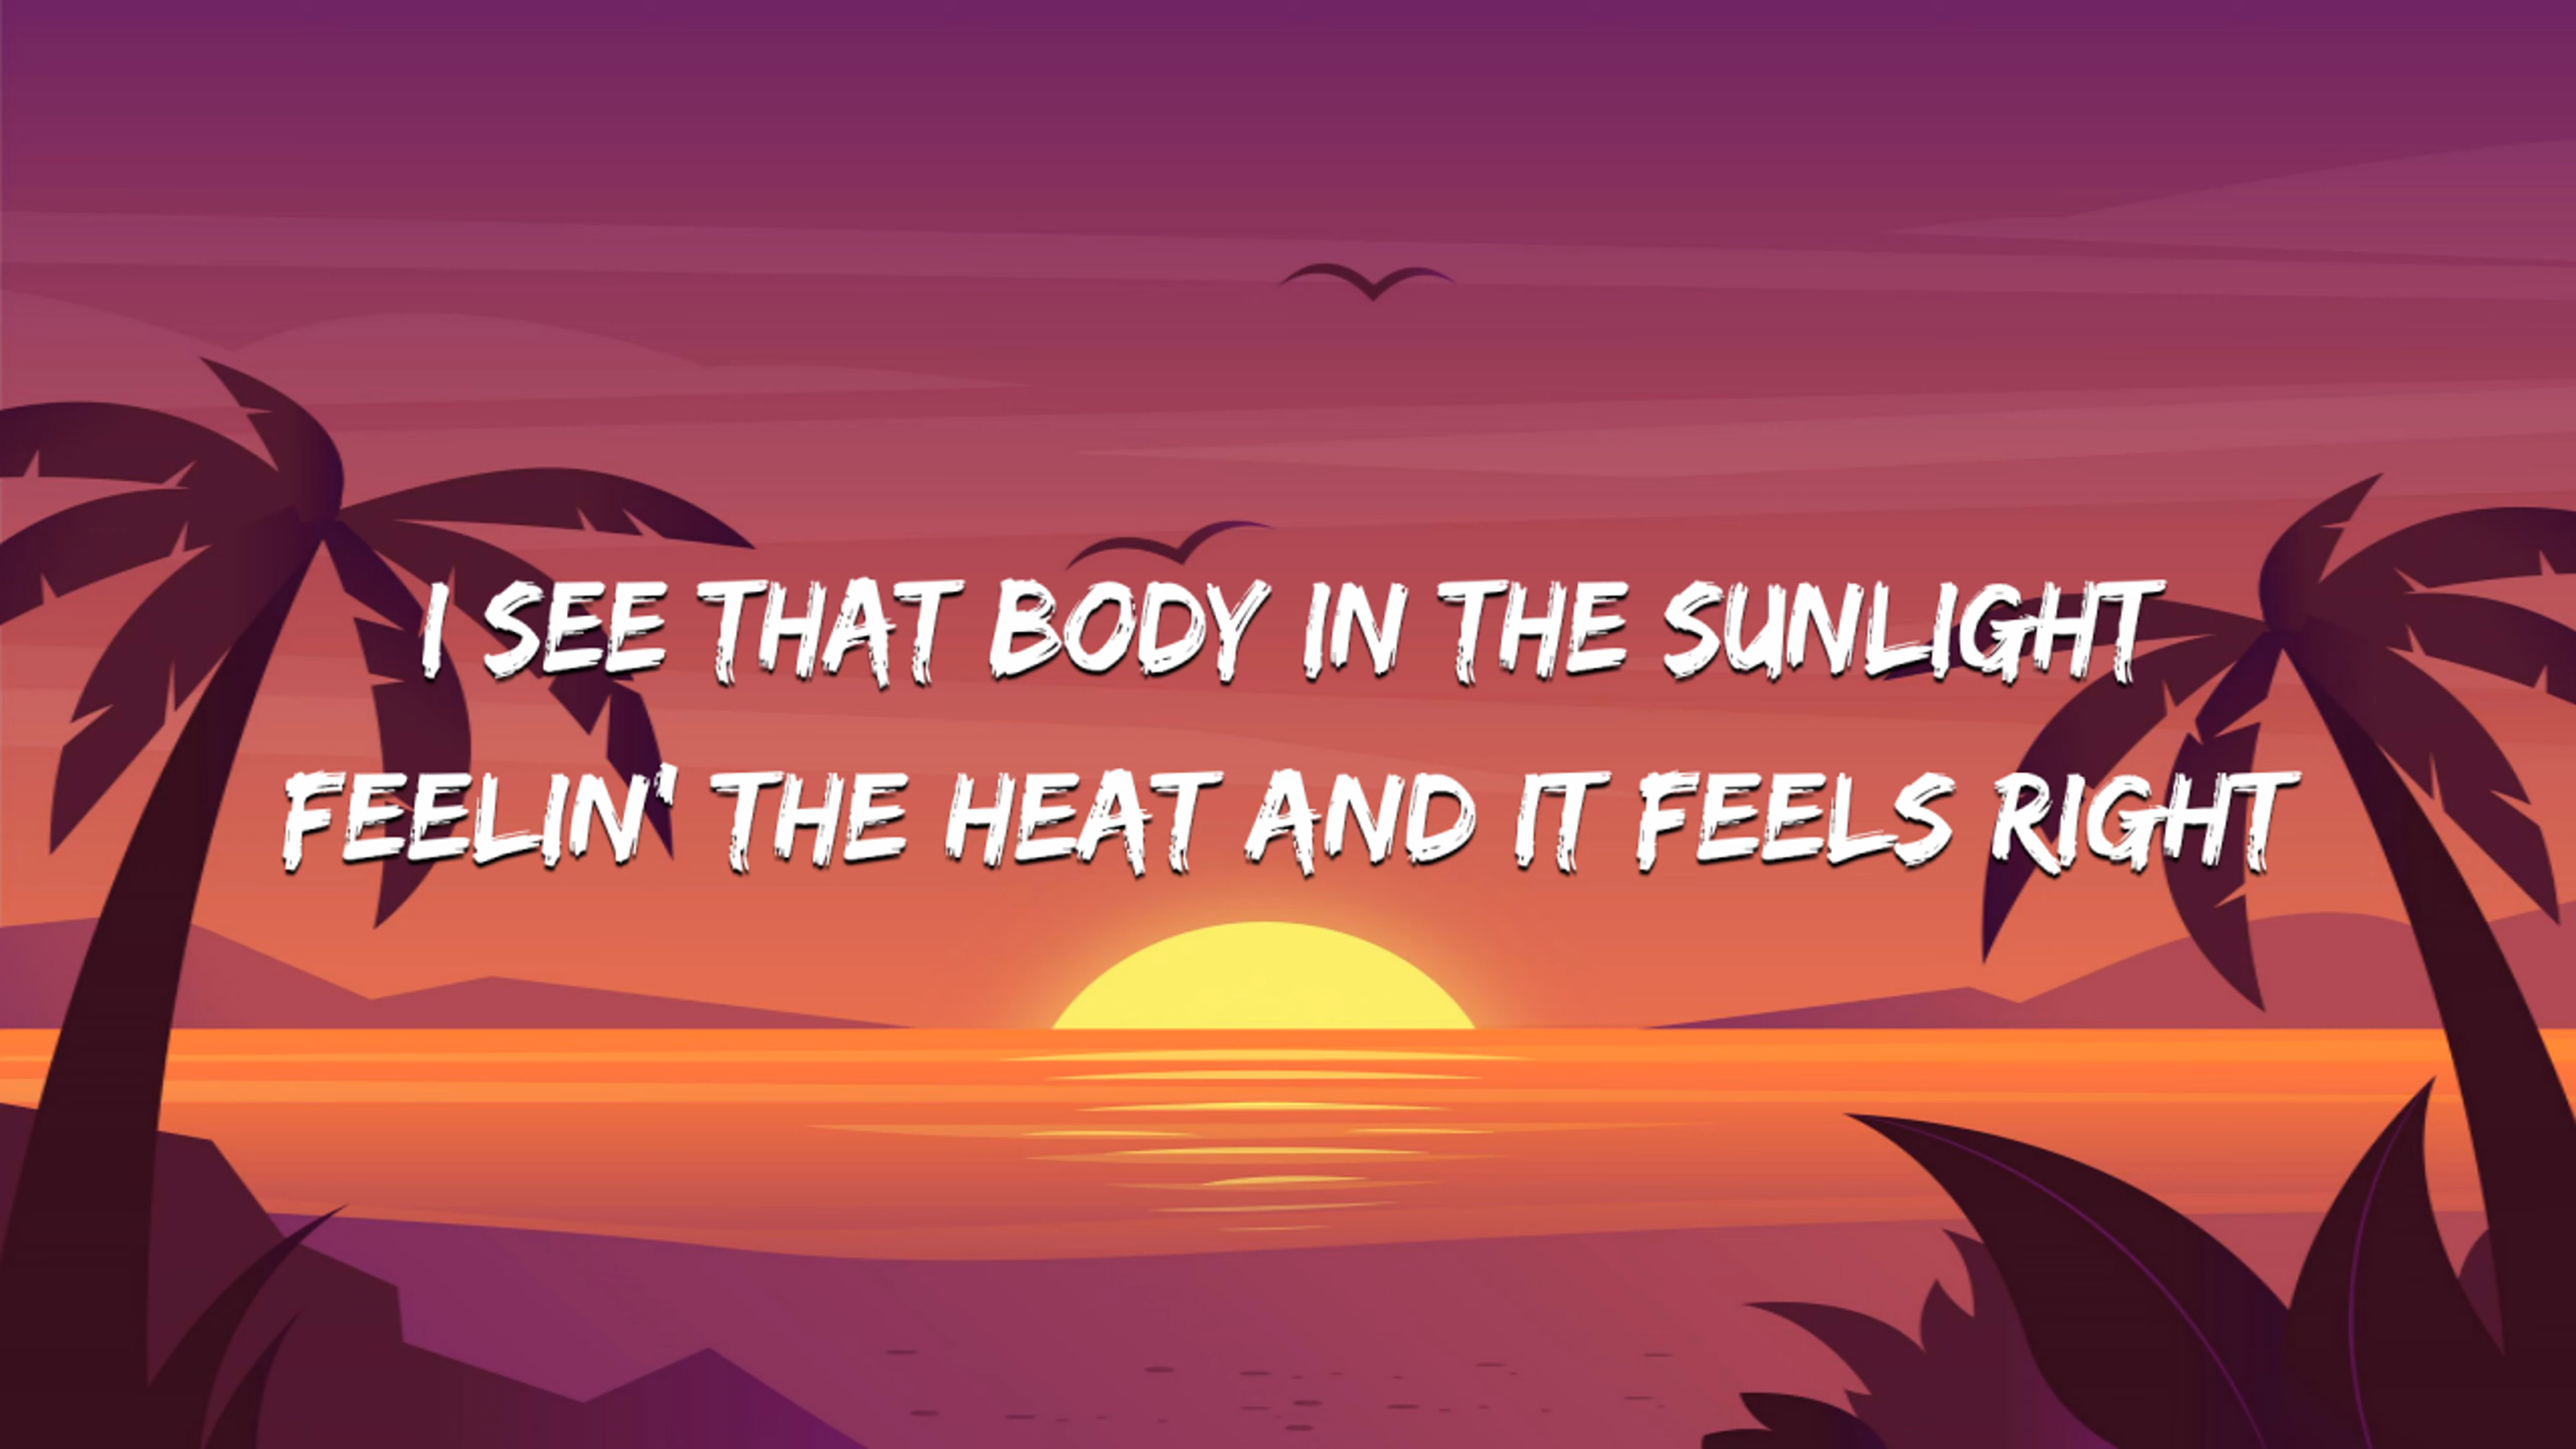 I SEE THAT BODY IN THE SUNLIGHT
FEELIN' THE HEAT AND IT FEELS RIGHT